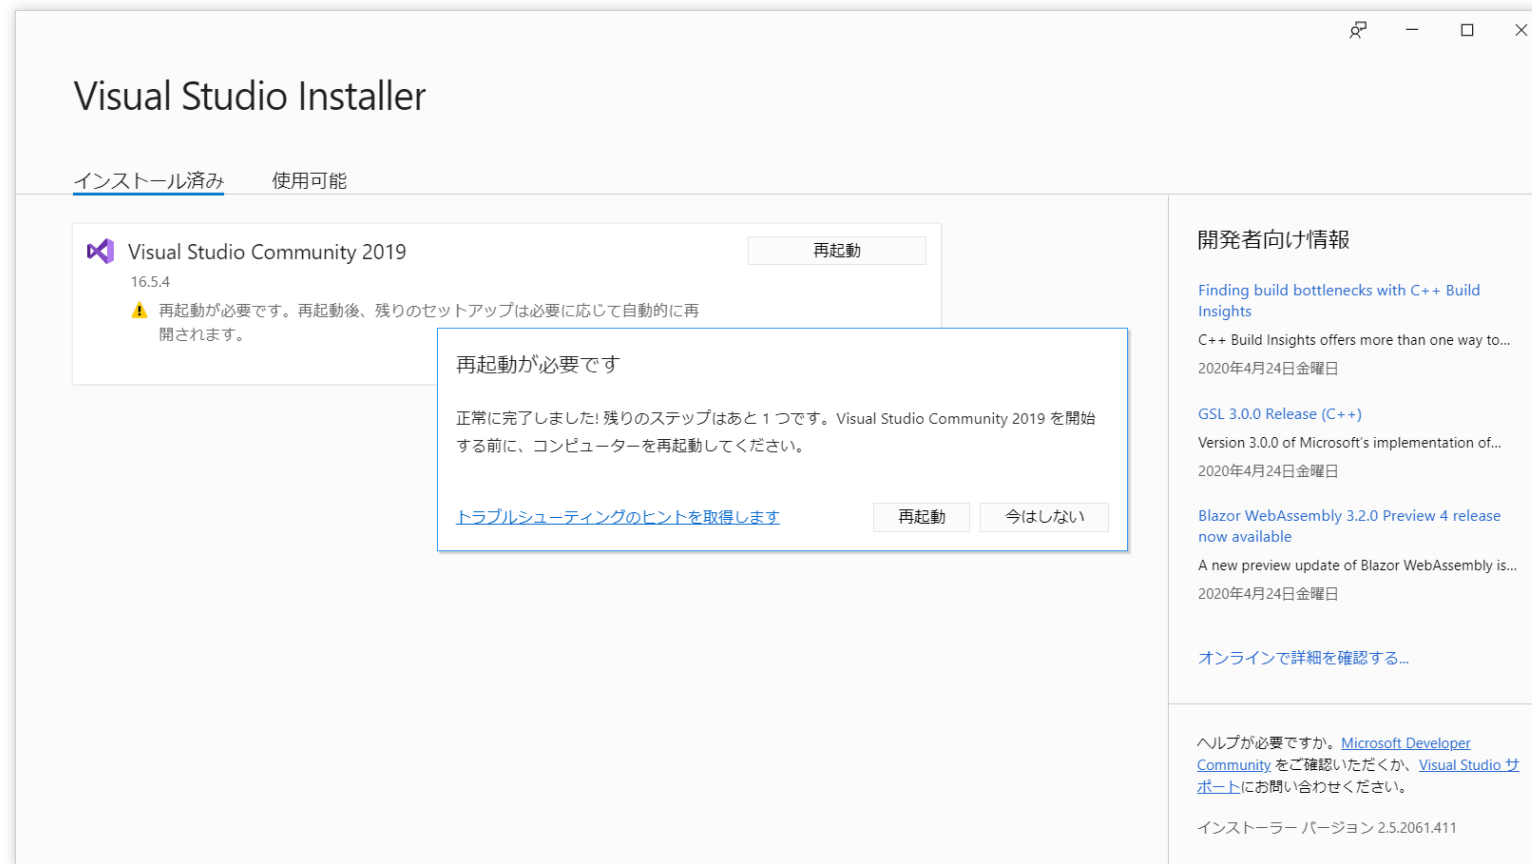 Visual Studio Installer
インストール済み
使用可能
Visual Studio Community 2019
再起動
16.5.4
再起動が必要です。再起動後、残りのセットアップは必要に応じて自動的に再
開されます。
再起動が必要です
正常に完了しました! 残りのステップはあと 1 つです。Visual Studio Community 2019 を開始
する前に、コンピューターを再起動してください。
トラブルシューティングのヒントを取得します
再起動
今はしない
開発者向け情報
Finding build bottlenecks with C++ Build
Insights
C++ Build Insights offers more than one way to...
2020年4月24日金曜日
GSL 3.0.0 Release (C++)
Version 3.0.0 of Microsoft’s implementation of...
2020年4月24日金曜日
Blazor WebAssembly 3.2.0 Preview 4 release
now available
A new preview update of Blazor WebAssembly is...
2020年4月24日金曜日
オンラインで詳細を確認する...
ヘルプが必要ですか。Microsoft Developer
Community をご確認いただくか、Visual Studio サ
ポートにお問い合わせください。
インストーラー バージョン 2.5.2061.411